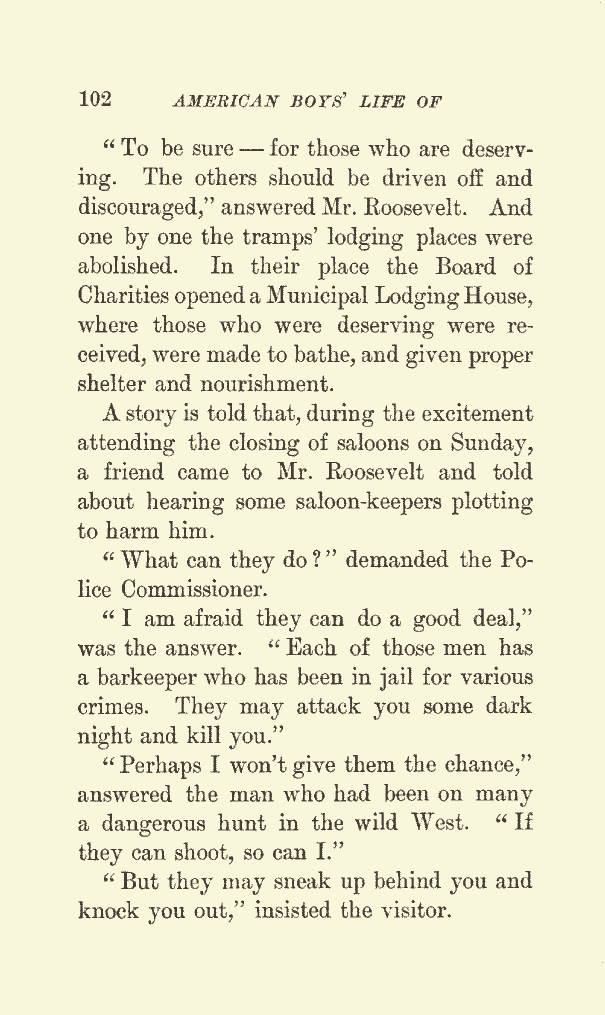 102 AMERICAN BOYS' LIFE OF
“To be sure — for those who are deserv-
ing. The others should be driven off and
discouraged,” answered Mr. Roosevelt. And
one by one the tramps’ lodging places were
abolished. In their place the Board of
Charities opened a Municipal Lodging House,
where those who were deserving were re-
ceived, were made to bathe, and given proper
shelter and nourishment.
A story is told that, during the excitement
attending the closing of saloons on Sunday,
a friend came to Mr. Roosevelt and told
about hearing some saloon-keepers plotting
to harm him.
“What can they do?” demanded the Po-
lice Commissioner.
“I am afraid they can do a good deal,”
was the answer. “Each of those men has
a barkeeper who has been in jail for various
crimes. They may attack you some dark
night and kill you.”
“Perhaps I won’t give them the chance,”
answered the man who had been on many
a dangerous hunt in the wild West. “If
they can shoot, so can I.”
“But they may sneak up behind you and
knock you out,” insisted the visitor.